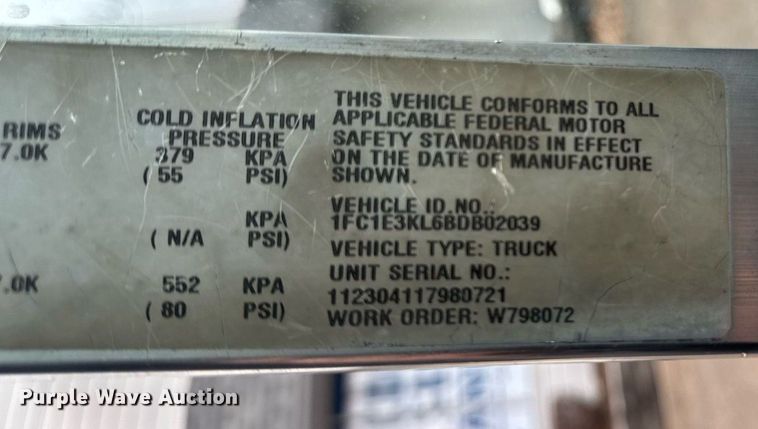 RIMS
7.0K
.0K
COLD INFLATION
PRESSURE
379 KPA
( 55 PSI)
KPA
( N/A PSI)
552 KPA
( 80 PSI)
THIS VEHICLE CONFORMS TO ALL
APPLICABLE FEDERAL MOTOR
SAFETY STANDARDS IN EFFECT
ON THE DATE OF MANUFACTURE
SHOWN.
VEHICLE ID.NO.:
1FC1E3KL6BDB02039
VEHICLE TYPE: TRUCK
UNIT SERIAL NO.:
112304117980721
WORK ORDER: W798072
Purple Wave Auction